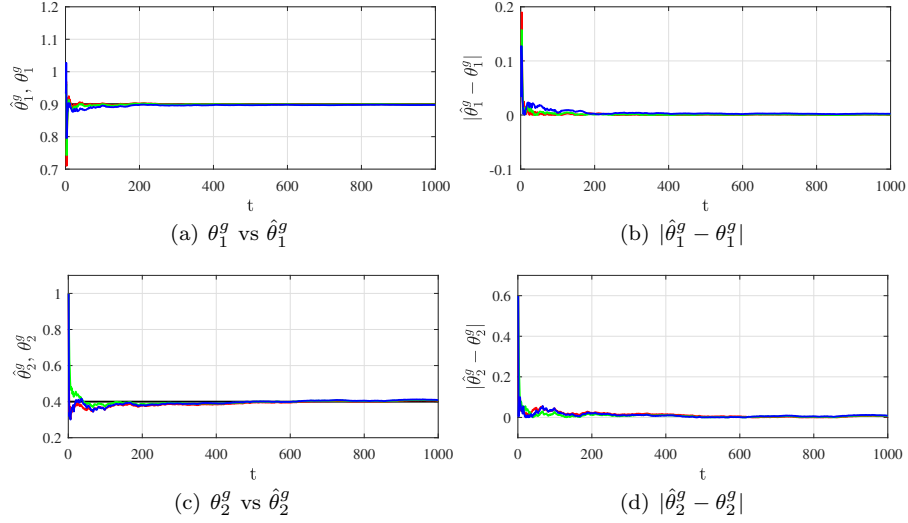 1.2
1.1
1
0.9
0.8
0.7
θ̂₁ᵍ, θ₁ᵍ
0 200 400 600 800 1000
t
(a) θ₁ᵍ vs θ̂₁ᵍ
0.2
0.1
0
-0.1
|θ̂₁ᵍ − θ₁ᵍ|
0 200 400 600 800 1000
t
(b) |θ̂₁ᵍ − θ₁ᵍ|
1
0.8
0.6
0.4
0.2
θ̂₂ᵍ, θ₂ᵍ
0 200 400 600 800 1000
t
(c) θ₂ᵍ vs θ̂₂ᵍ
0.6
0.4
0.2
0
|θ̂₂ᵍ − θ₂ᵍ|
0 200 400 600 800 1000
t
(d) |θ̂₂ᵍ − θ₂ᵍ|